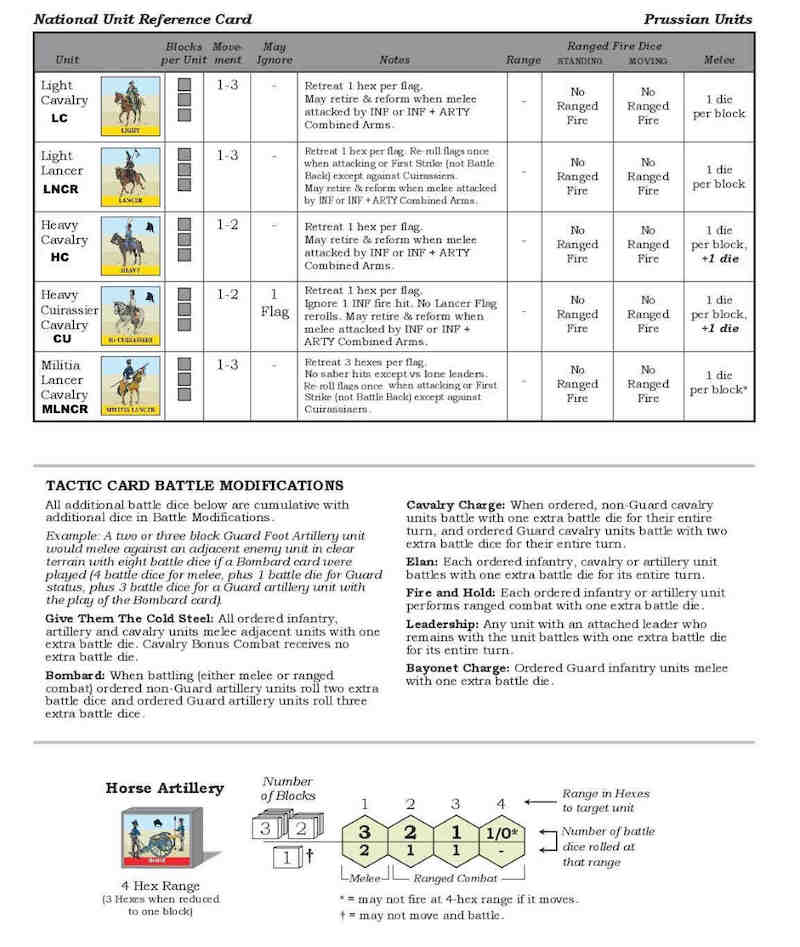 National Unit Reference Card
Prussian Units
Unit
Blocks per Unit
Movement
May Ignore
Notes
Range
Ranged Fire Dice
STANDING
MOVING
Melee
Light
Cavalry
LC
LIGHT
1-3
-
Retreat 1 hex per flag.
May retire & reform when melee
attacked by INF or INF + ARTY
Combined Arms.
-
No
Ranged
Fire
No
Ranged
Fire
1 die
per block
Light
Lancer
LNCR
LANCER
1-3
-
Retreat 1 hex per flag. Re-roll flags once
when attacking or First Strike (not Battle
Back) except against Cuirassiers.
May retire & reform when melee attacked
by INF or INF + ARTY Combined Arms.
-
No
Ranged
Fire
No
Ranged
Fire
1 die
per block
Heavy
Cavalry
HC
HEAVY
1-2
-
Retreat 1 hex per flag.
May retire & reform when melee
attacked by INF or INF + ARTY
Combined Arms.
-
No
Ranged
Fire
No
Ranged
Fire
1 die
per block,
+1 die
Heavy
Cuirassier
Cavalry
CU
1-2
1
Flag
Retreat 1 hex per flag.
Ignore 1 INF fire hit. No Lancer Flag
rerolls. May retire & reform when
melee attacked by INF or INF +
ARTY Combined Arms.
-
No
Ranged
Fire
No
Ranged
Fire
1 die
per block,
+1 die
Militia
Lancer
Cavalry
MLNCR
MILITIA LANCER
1-3
-
Retreat 3 hexes per flag.
No saber hits except vs lone leaders.
Re-roll flags once when attacking or First
Strike (not Battle Back) except against
Cuirassiaers.
-
No
Ranged
Fire
No
Ranged
Fire
1 die
per block*
TACTIC CARD BATTLE MODIFICATIONS
All additional battle dice below are cumulative with
additional dice in Battle Modifications.
Example: A two or three block Guard Foot Artillery unit
would melee against an adjacent enemy unit in clear
terrain with eight battle dice if a Bombard card were
played (4 battle dice for melee, plus 1 battle die for Guard
status, plus 3 battle dice for a Guard artillery unit with
the play of the Bombard card).
Give Them The Cold Steel: All ordered infantry,
artillery and cavalry units melee adjacent units with one
extra battle die. Cavalry Bonus Combat receives no
extra battle die.
Bombard: When battling (either melee or ranged
combat) ordered non-Guard artillery units roll two extra
battle dice and ordered Guard artillery units roll three
extra battle dice.
Cavalry Charge: When ordered, non-Guard cavalry
units battle with one extra battle die for their entire
turn, and ordered Guard cavalry units battle with two
extra battle dice for their entire turn.
Elan: Each ordered infantry, cavalry or artillery unit
battles with one extra battle die for its entire turn.
Fire and Hold: Each ordered infantry or artillery unit
performs ranged combat with one extra battle die.
Leadership: Any unit with an attached leader who
remains with the unit battles with one extra battle die
for its entire turn.
Bayonet Charge: Ordered Guard infantry units melee
with one extra battle die.
Horse Artillery
4 Hex Range
(3 Hexes when reduced
to one block)
Number
of Blocks
3 2
1 †
1 2 3 4
3 2 1 1/0*
2 1 1 -
Melee
Ranged Combat
Range in Hexes
to target unit
Number of battle
dice rolled at
that range
* = may not fire at 4-hex range if it moves.
† = may not move and battle.